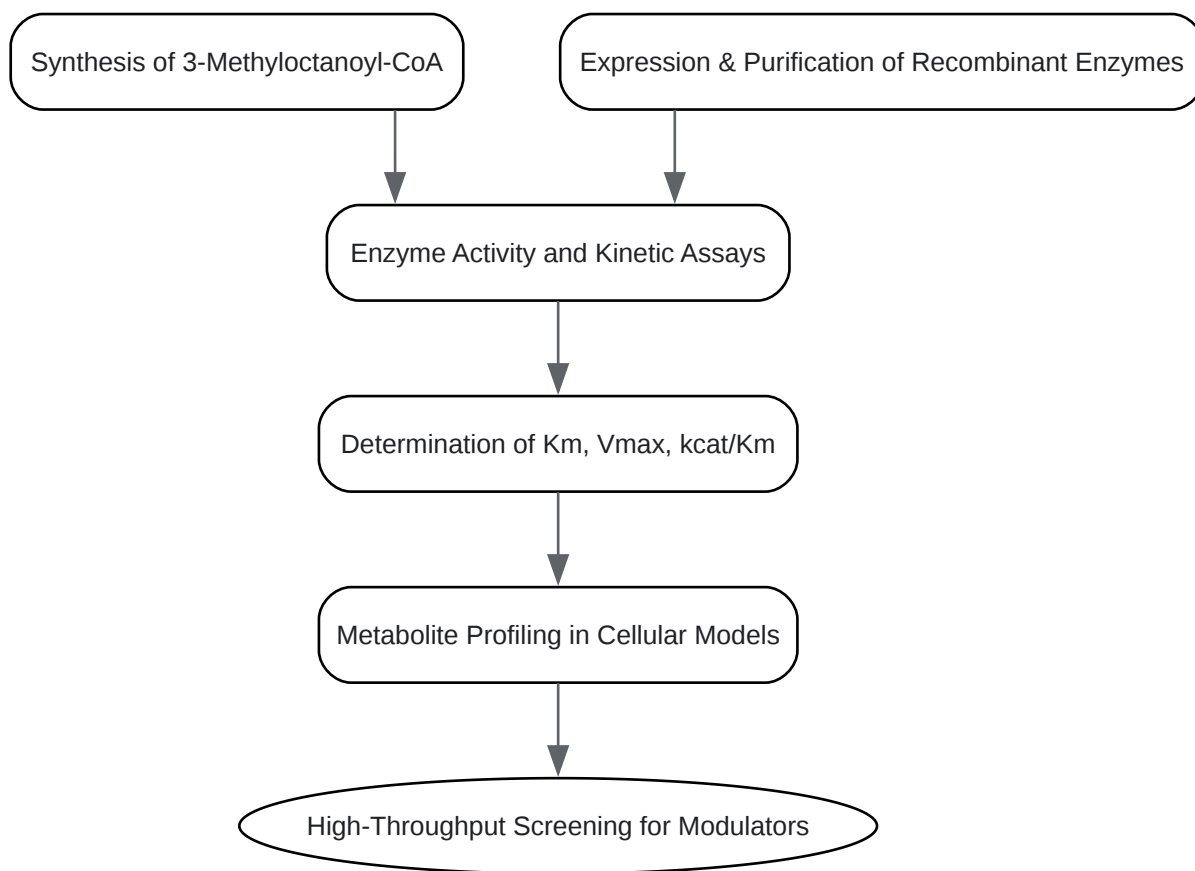 Synthesis of 3-Methyloctanoyl-CoA
Expression & Purification of Recombinant Enzymes
Enzyme Activity and Kinetic Assays
Determination of Km, Vmax, kcat/Km
Metabolite Profiling in Cellular Models
High-Throughput Screening for Modulators